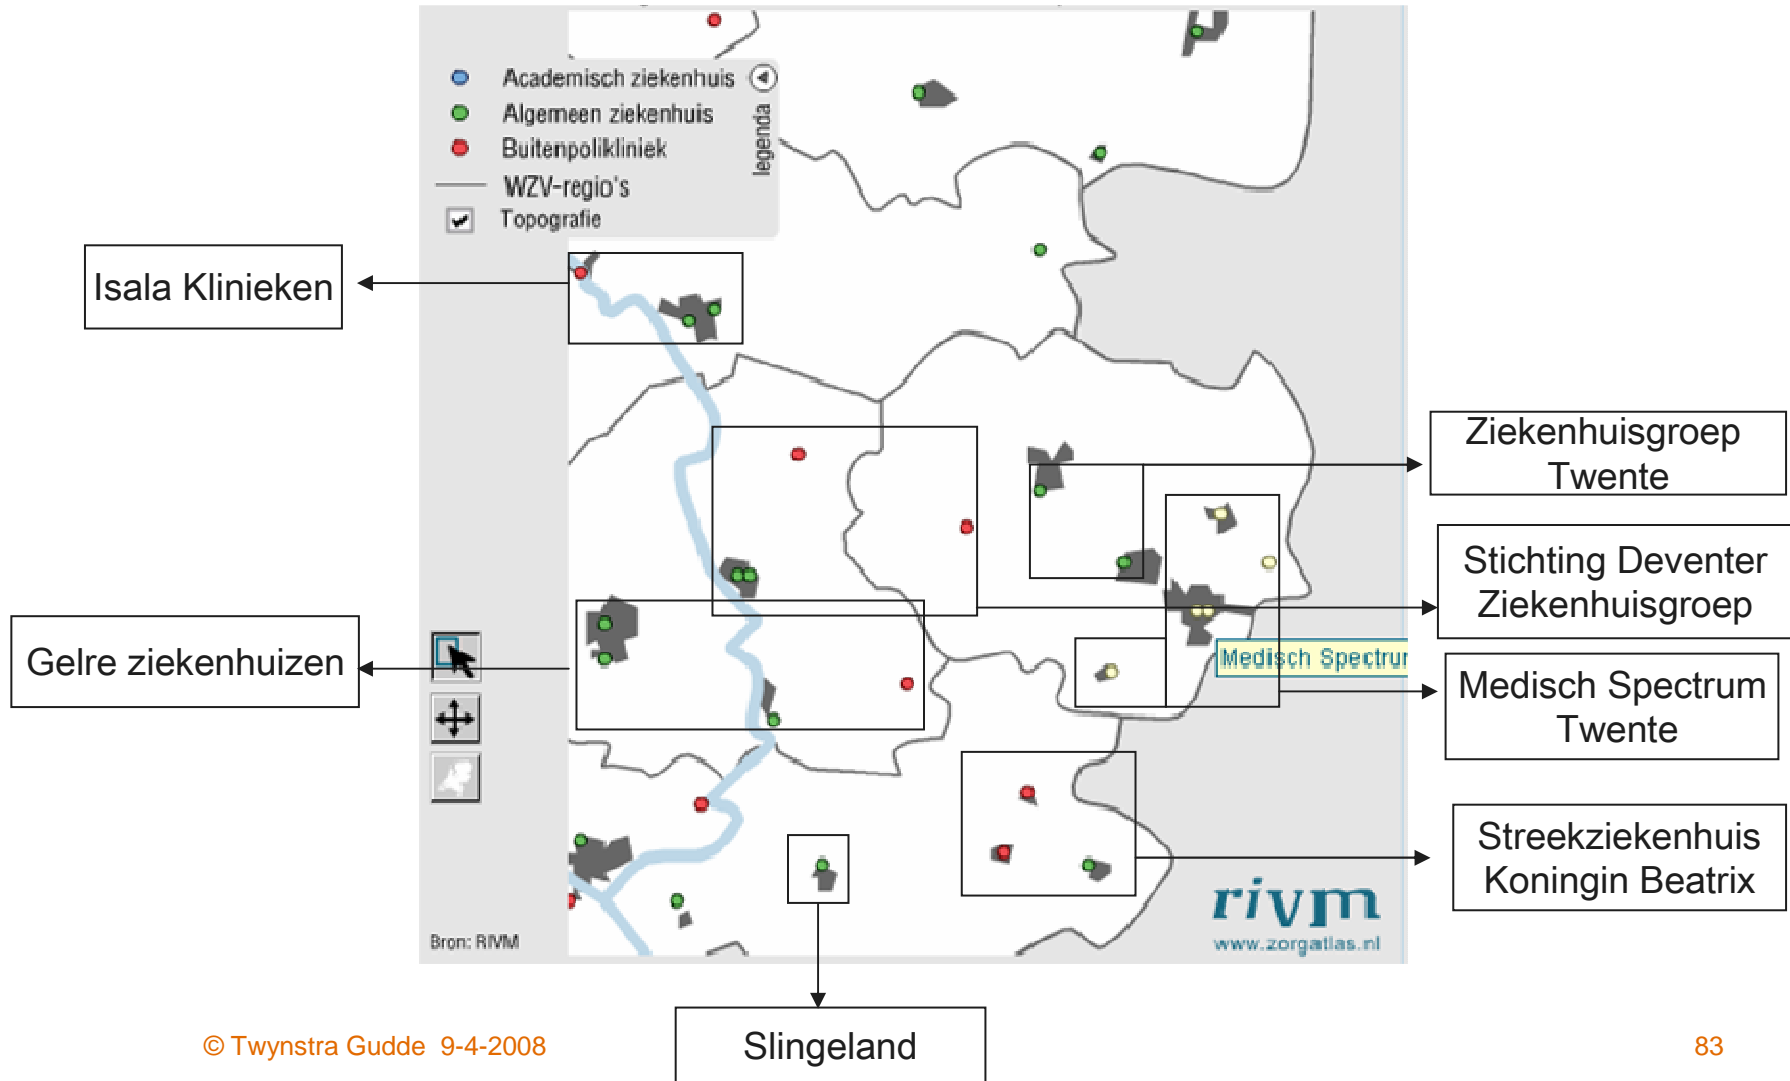 Academisch ziekenhuis
Algemeen ziekenhuis
Buitenpolikliniek
WZV-regio's
Topografie
legenda
Isala Klinieken
Ziekenhuisgroep
Twente
Stichting Deventer
Ziekenhuisgroep
Gelre ziekenhuizen
Medisch Spectrum
Twente
Medisch Spectrur
Streekziekenhuis
Koningin Beatrix
rivm
www.zorgatlas.nl
Bron: RIVM
Slingeland
© Twynstra Gudde 9-4-2008
83